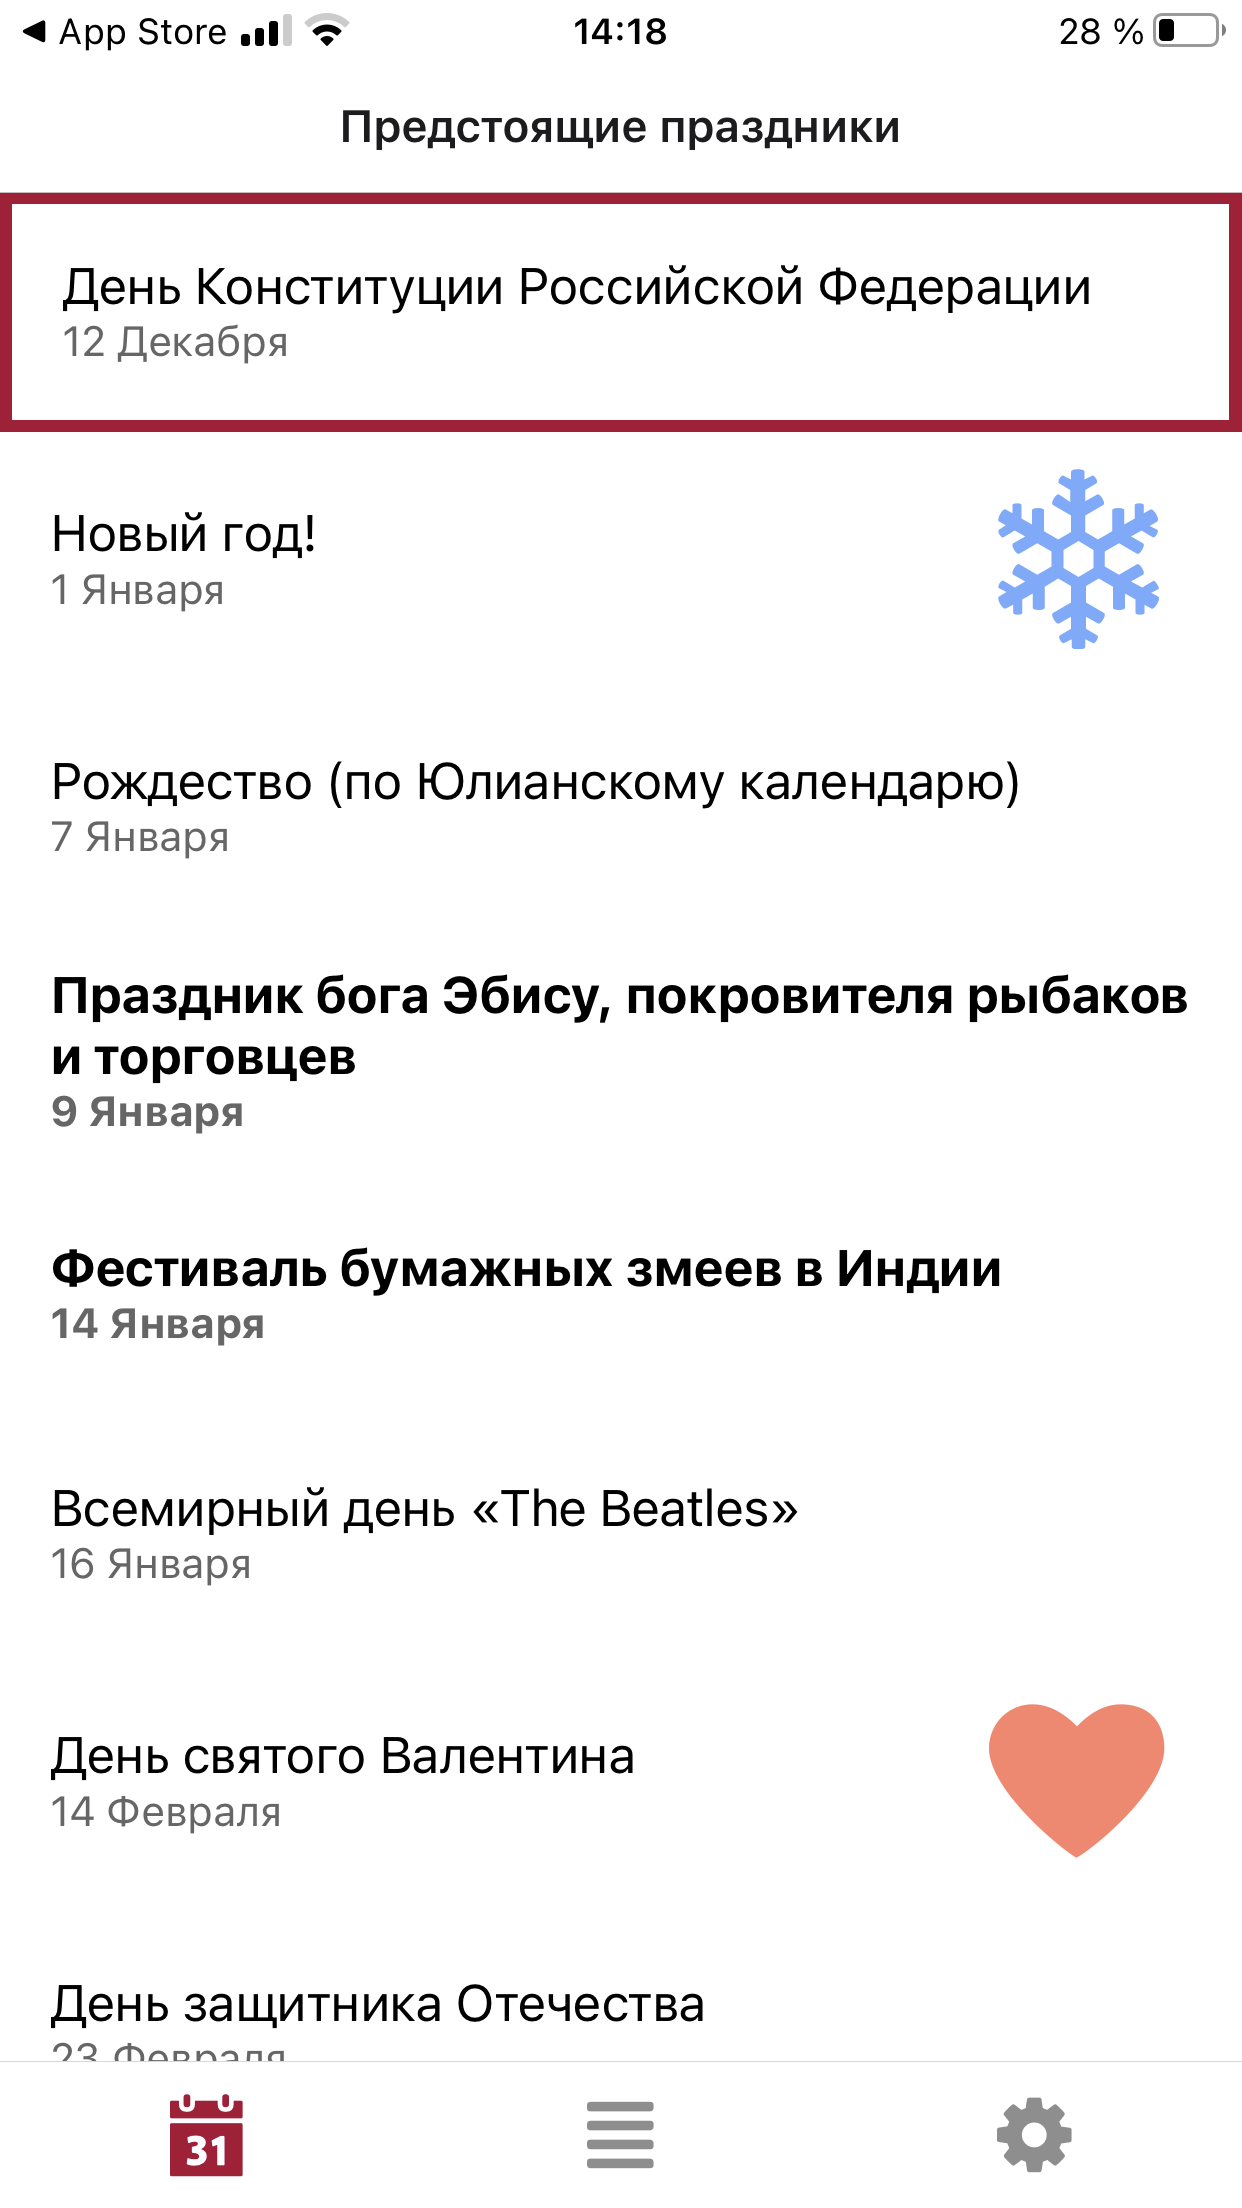 App Store
14:18
28 %
Предстоящие праздники
День Конституции Российской Федерации
12 Декабря
Новый год!
1 Января
Рождество (по Юлианскому календарю)
7 Января
Праздник бога Эбису, покровителя рыбаков
и торговцев
9 Января
Фестиваль бумажных змеев в Индии
14 Января
Всемирный день «The Beatles»
16 Января
День святого Валентина
14 Февраля
День защитника Отечества
23 Февраля
31